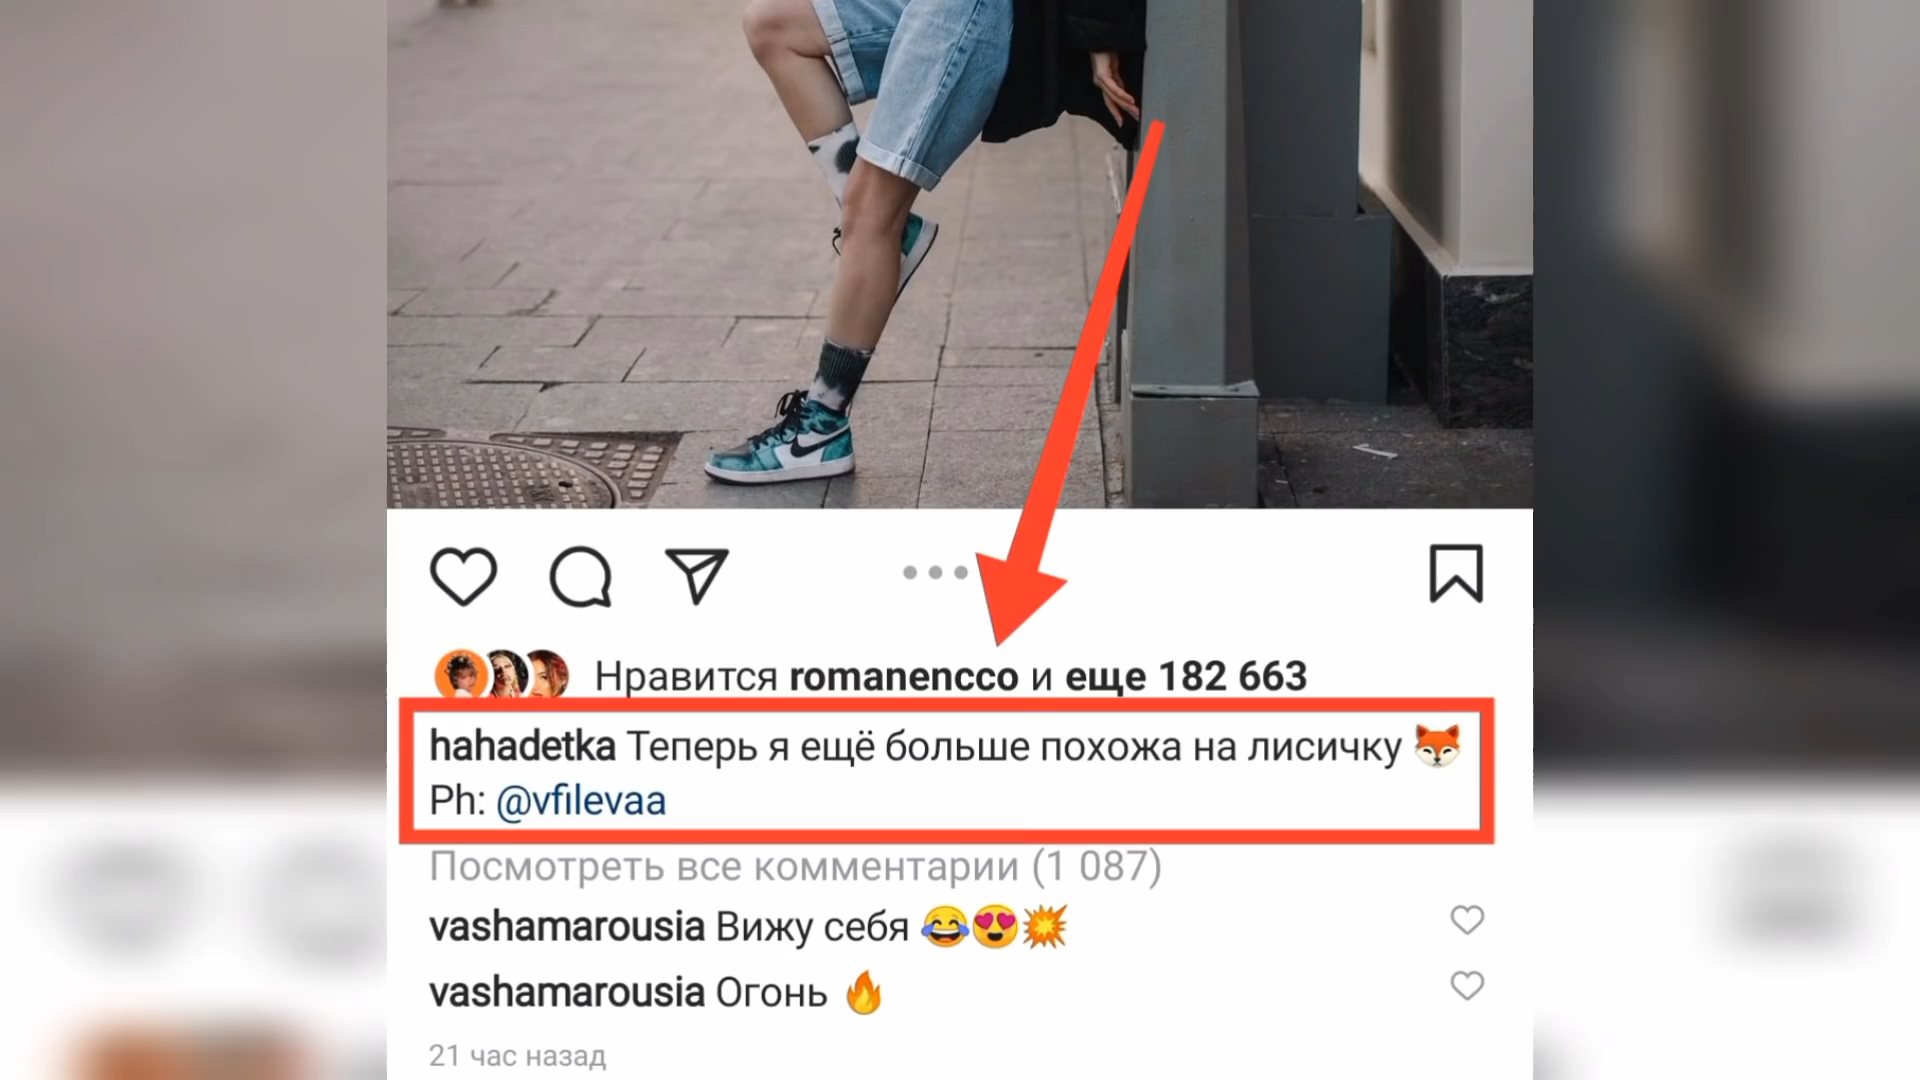 Нравится romanencco и еще 182 663
hahadetka Теперь я ещё больше похожа на лисичку 🦊
Ph: @vfilevaa
Посмотреть все комментарии (1 087)
vashamarousia Вижу себя 😂😍💥
vashamarousia Огонь 🔥
21 час назад